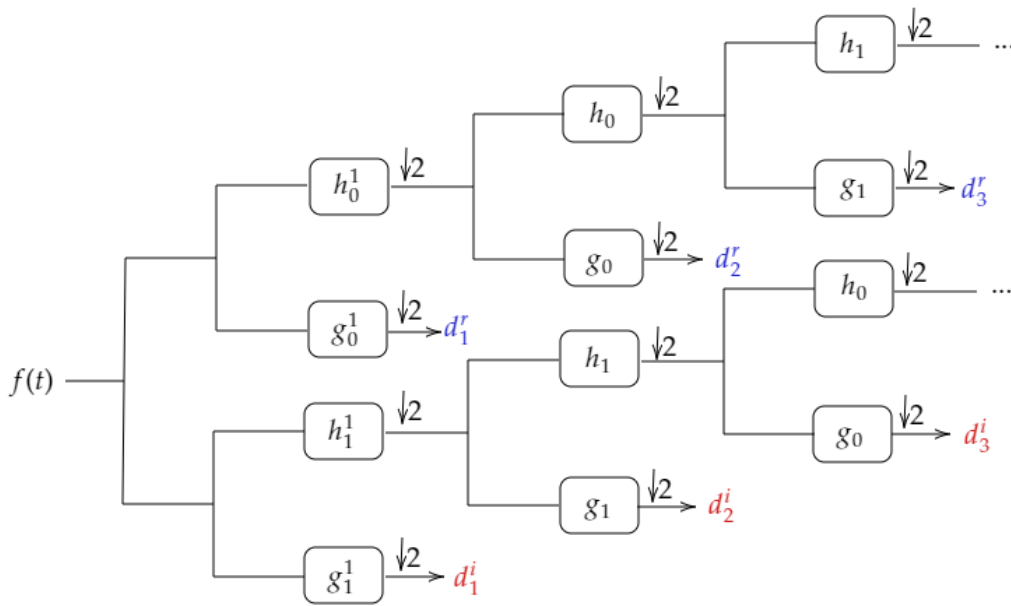 h₁ ↓2 ...
h₀ ↓2
h₀¹ ↓2
g₁ ↓2 d₃ʳ
g₀ ↓2 d₂ʳ
h₀ ↓2 ...
g₀¹ ↓2 d₁ʳ
h₁ ↓2
f(t)
h₁¹ ↓2
g₀ ↓2 d₃ⁱ
g₁ ↓2 d₂ⁱ
g₁¹ ↓2 d₁ⁱ